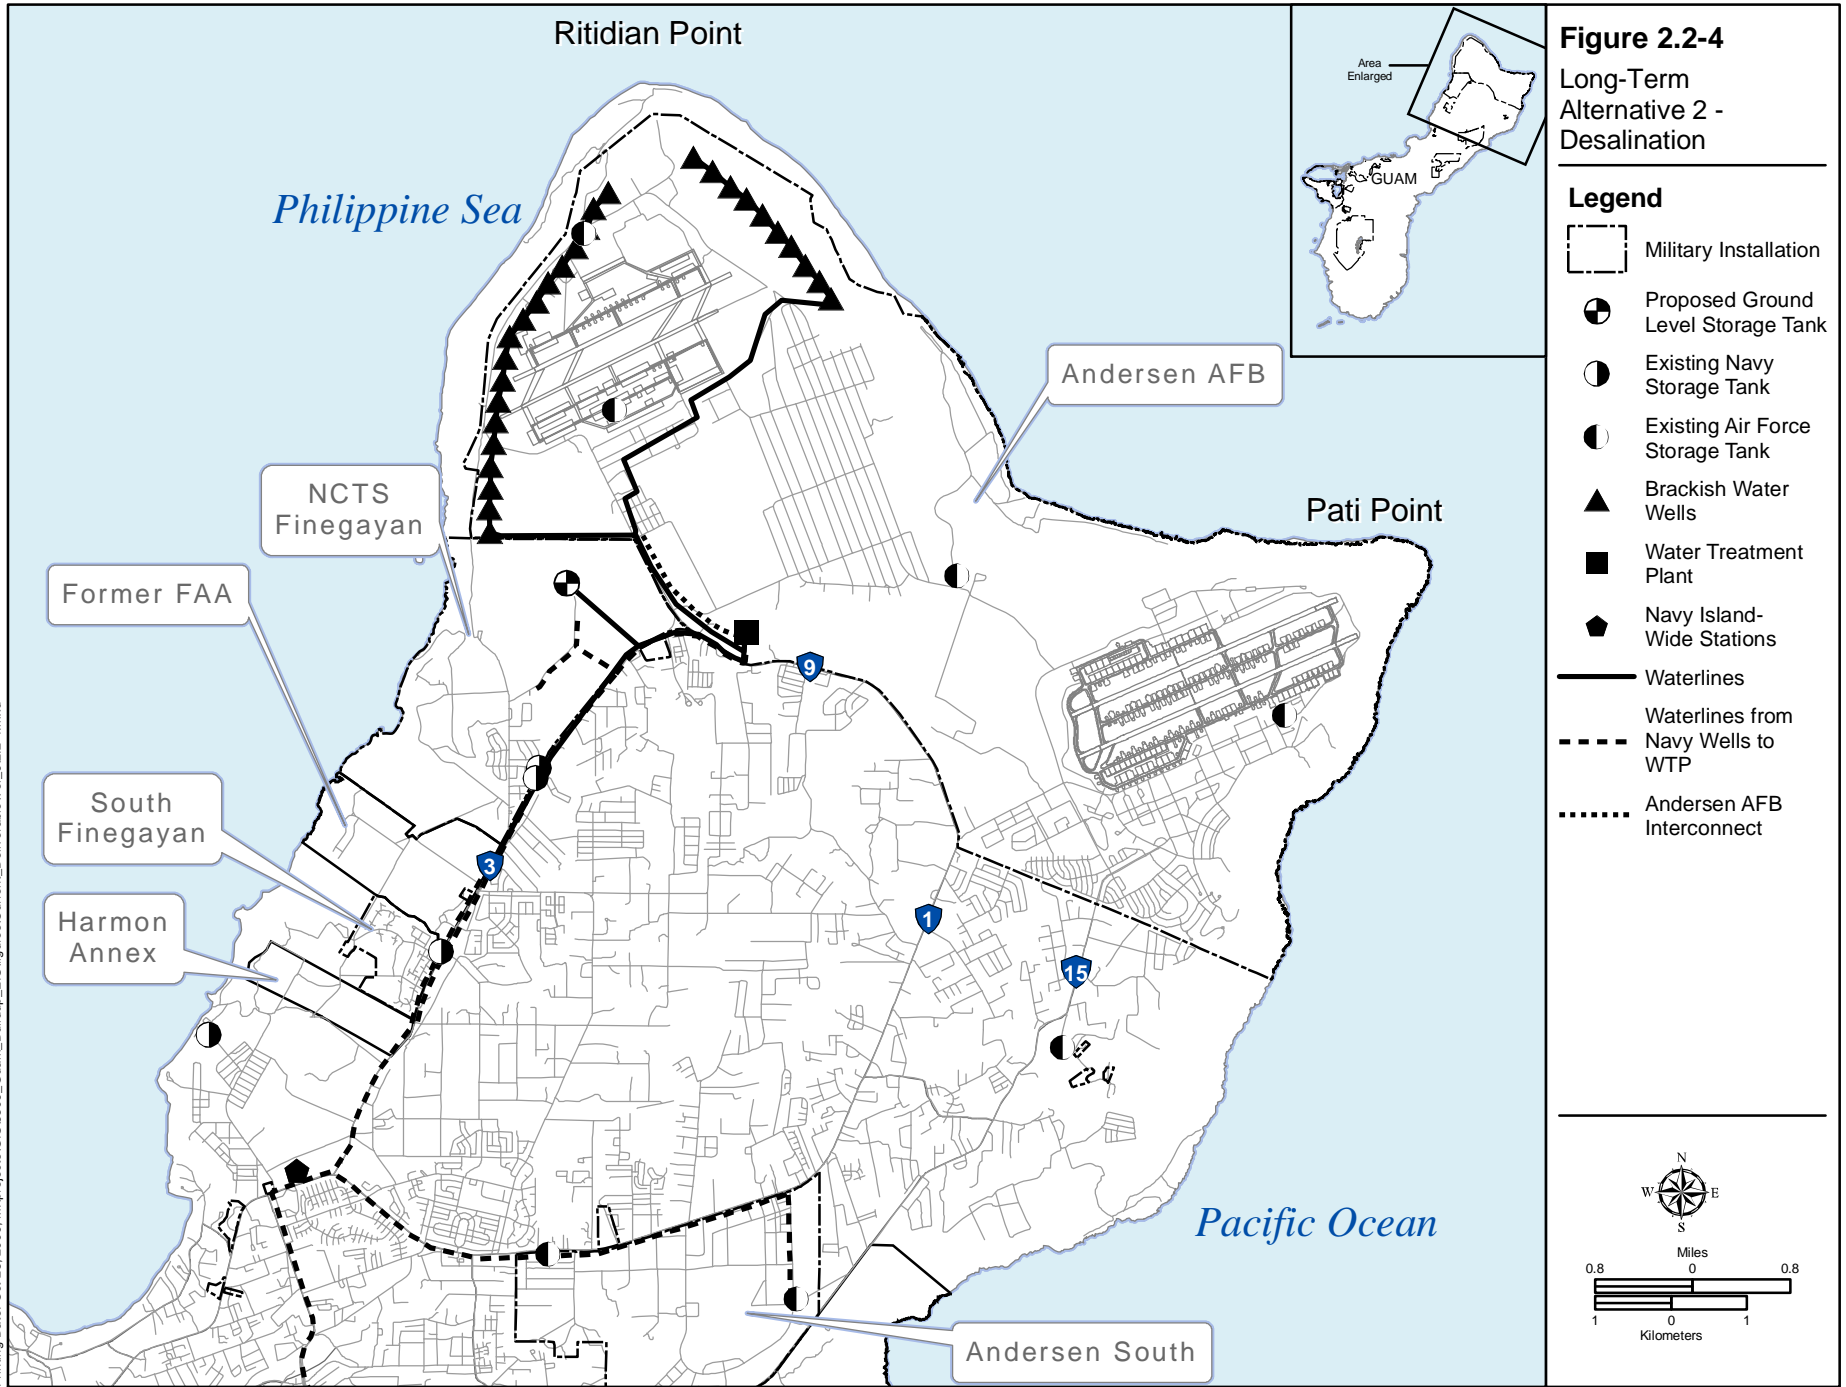 Ritidian Point
Philippine Sea
Andersen AFB
NCTS
Finegayan
Pati Point
Former FAA
9
South
Finegayan
3
Harmon
Annex
1
15
Pacific Ocean
Andersen South
Area
Enlarged
GUAM
Figure 2.2-4
Long-Term
Alternative 2 -
Desalination
Legend
Military Installation
Proposed Ground
Level Storage Tank
Existing Navy
Storage Tank
Existing Air Force
Storage Tank
Brackish Water
Wells
Water Treatment
Plant
Navy Island-
Wide Stations
Waterlines
Waterlines from
Navy Wells to
WTP
Andersen AFB
Interconnect
N
W E
S
Miles
0.8 0 0.8
1 0 1
Kilometers